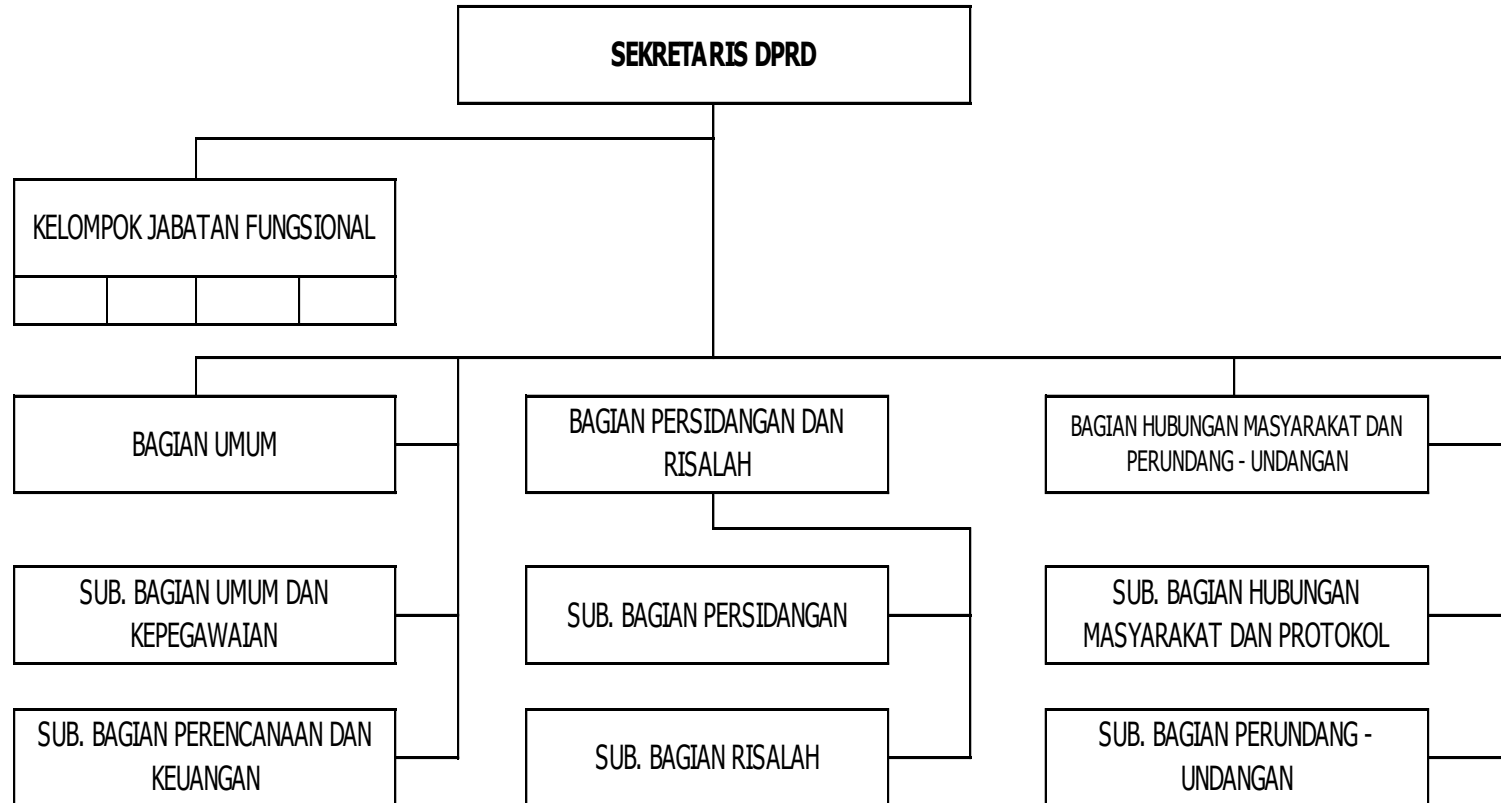 SEKRETARIS DPRD
KELOMPOK JABATAN FUNGSIONAL
BAGIAN UMUM
BAGIAN PERSIDANGAN DAN
RISALAH
BAGIAN HUBUNGAN MASYARAKAT DAN
PERUNDANG - UNDANGAN
SUB. BAGIAN UMUM DAN
KEPEGAWAIAN
SUB. BAGIAN PERSIDANGAN
SUB. BAGIAN HUBUNGAN
MASYARAKAT DAN PROTOKOL
SUB. BAGIAN PERENCANAAN DAN
KEUANGAN
SUB. BAGIAN RISALAH
SUB. BAGIAN PERUNDANG -
UNDANGAN